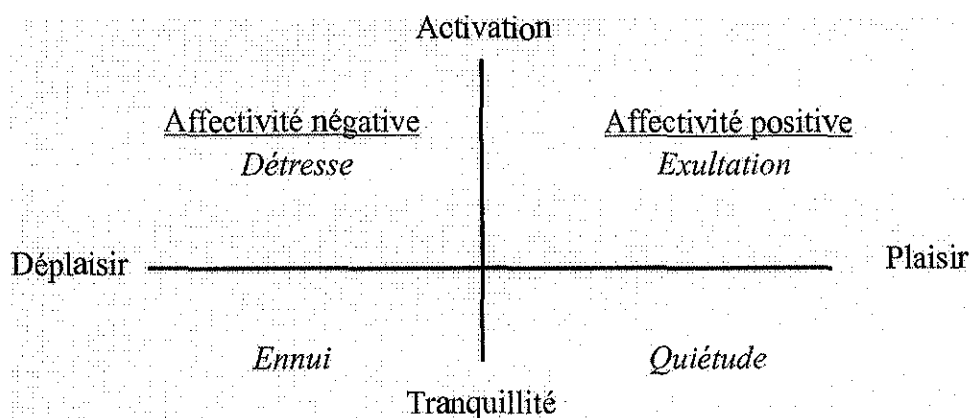 Activation
Affectivité négative Affectivité positive
Détresse Exultation
Déplaisir Plaisir
Ennui Quiétude
Tranquillité